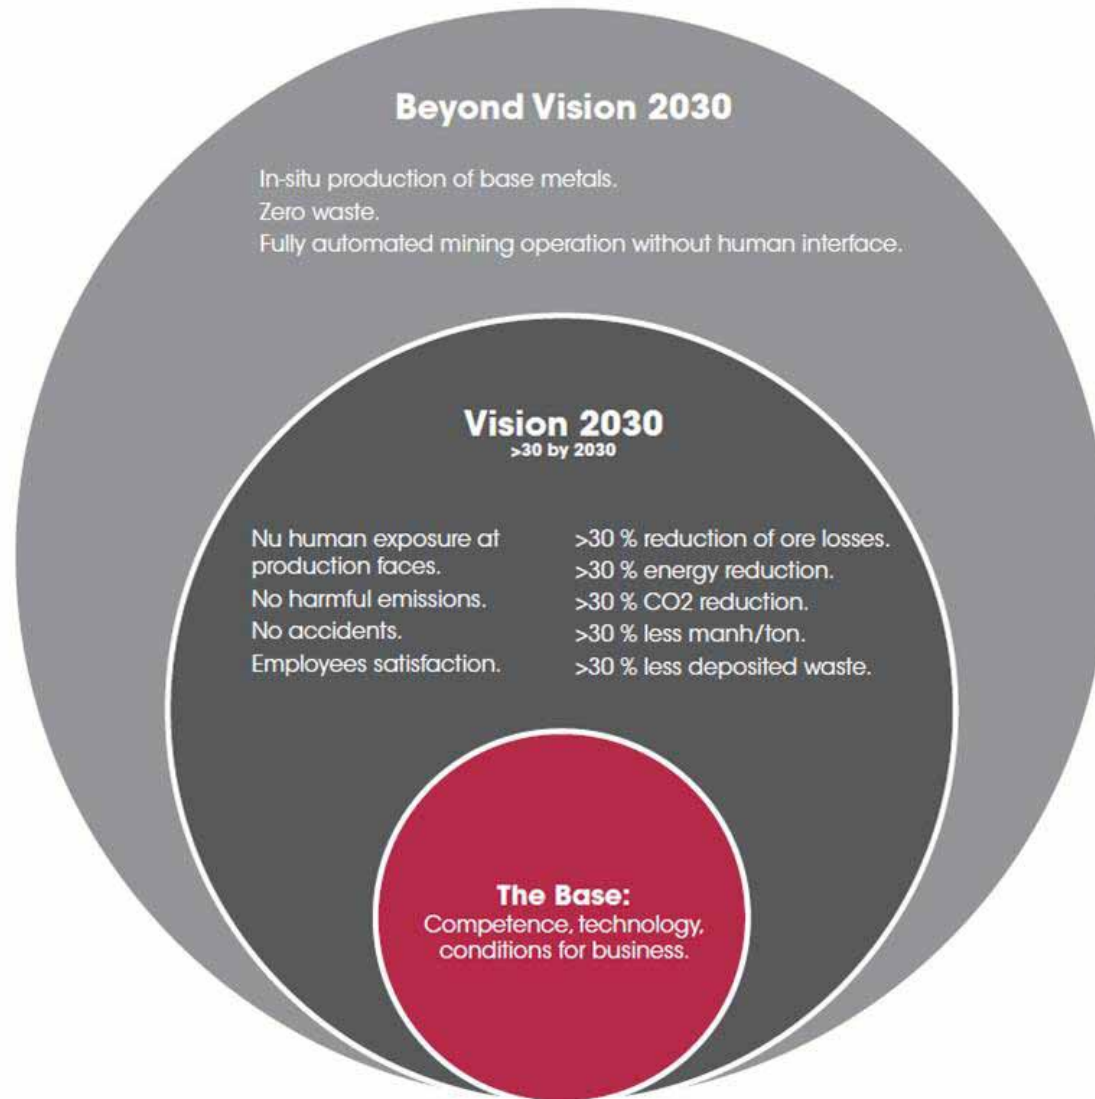 Beyond Vision 2030
In-situ production of base metals.
Zero waste.
Fully automated mining operation without human interface.
Vision 2030
>30 by 2030
Nu human exposure at
production faces.
No harmful emissions.
No accidents.
Employees satisfaction.
>30 % reduction of ore losses.
>30 % energy reduction.
>30 % CO2 reduction.
>30 % less manh/ton.
>30 % less deposited waste.
The Base:
Competence, technology,
conditions for business.